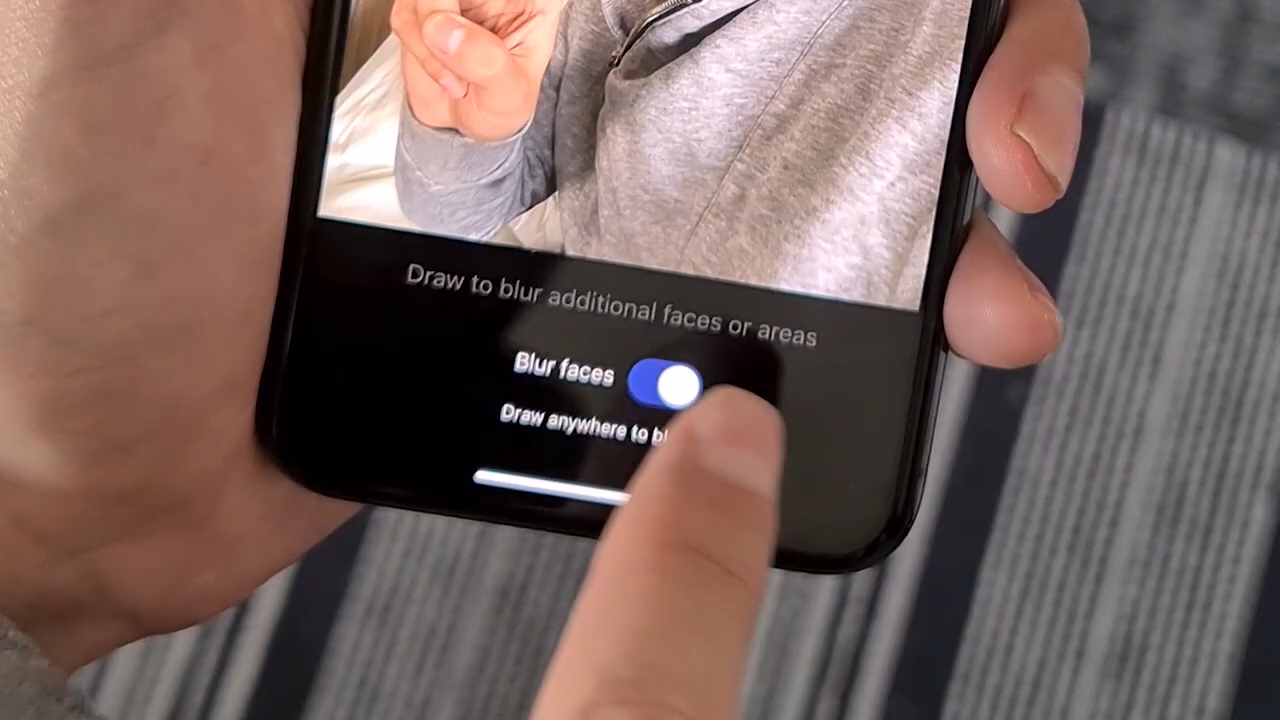 Draw to blur additional faces or areas
Blur faces
Draw anywhere to